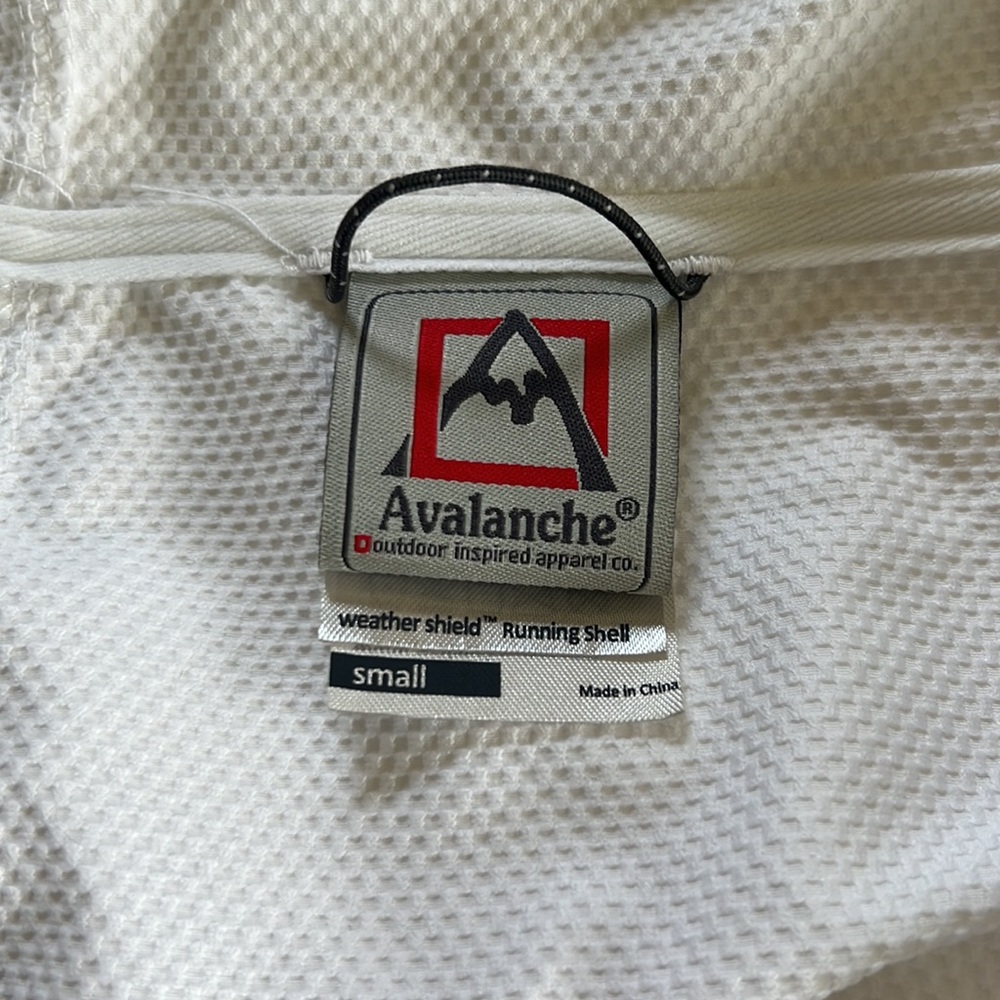 Avalanche®
outdoor inspired apparel co.
weather shield™ Running Shell
small
Made in China